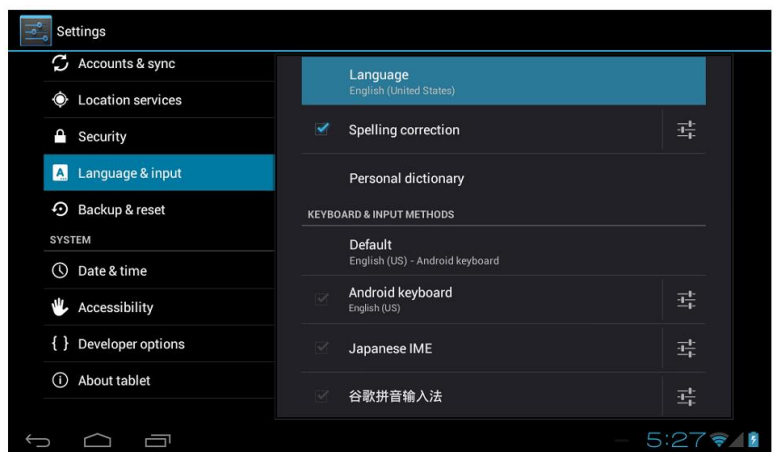 Settings
Accounts & sync
Location services
Security
Language & input
Backup & reset
SYSTEM
Date & time
Accessibility
Developer options
About tablet
Language
English (United States)
Spelling correction
Personal dictionary
KEYBOARD & INPUT METHODS
Default
English (US) - Android keyboard
Android keyboard
English (US)
Japanese IME
谷歌拼音输入法
5:27